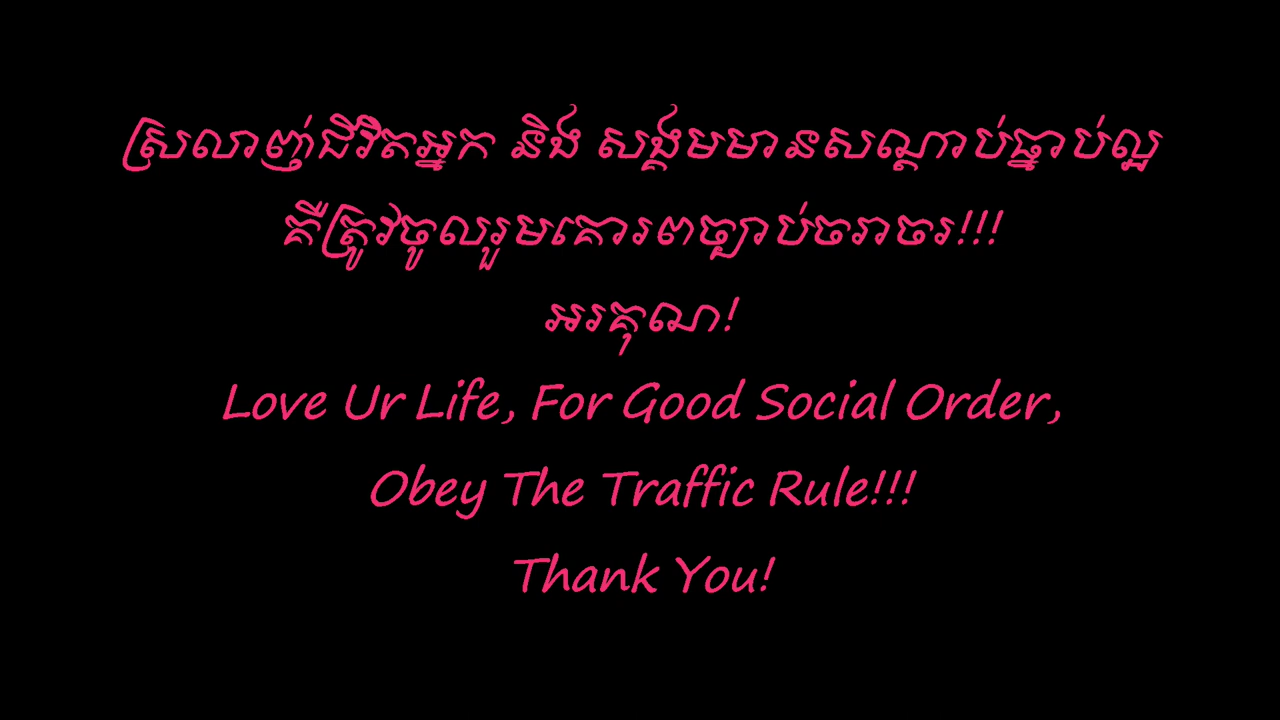 ស្រលាញ់ជីវិតអ្នក និង សង្គមមានសណ្តាប់ធ្នាប់ល្អ
គឺត្រូវចូលរួមគោរពច្បាប់ចរាចរ!!!
អរគុណ!
Love Ur Life, For Good Social Order,
Obey The Traffic Rule!!!
Thank You!